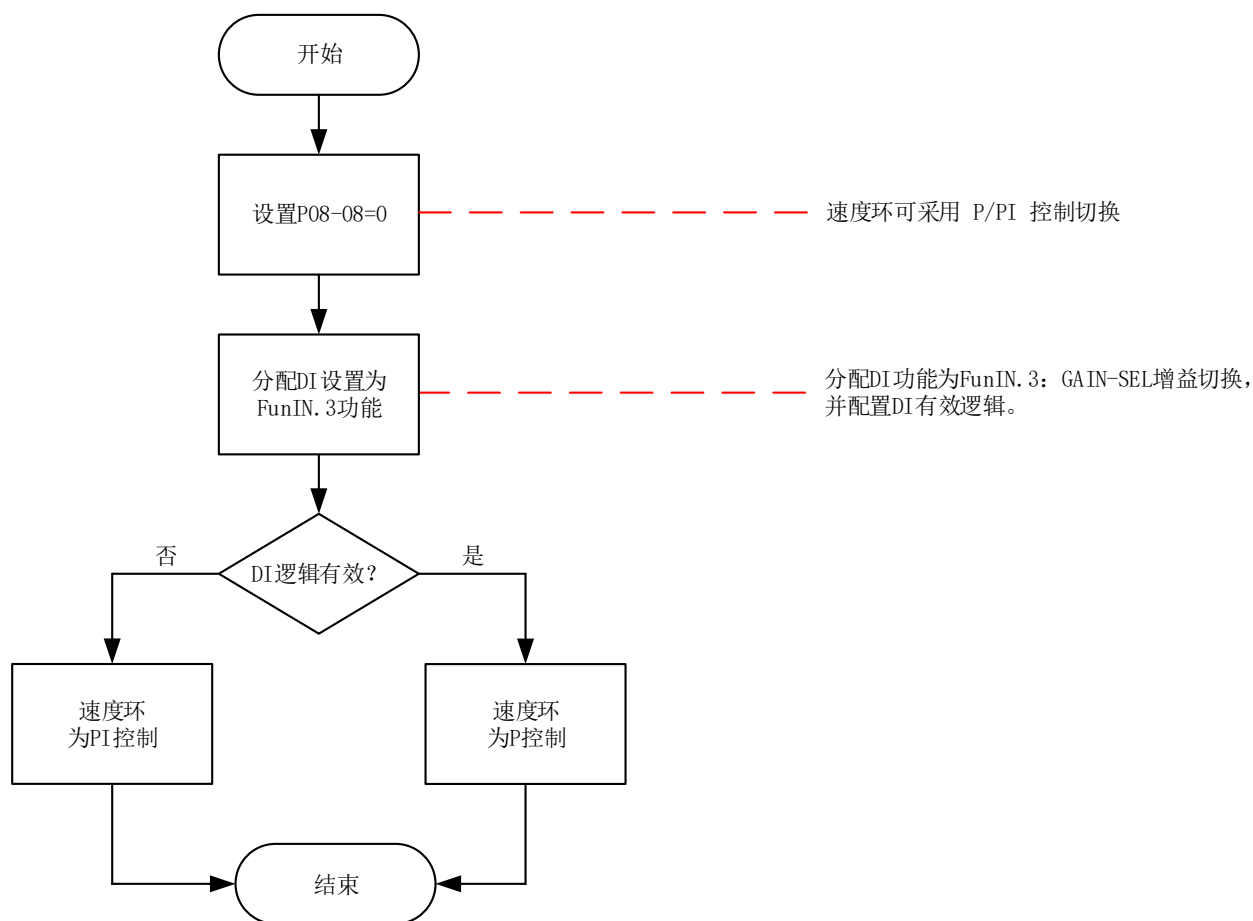 开始
设置P08-08=0
速度环可采用 P/PI 控制切换
分配DI设置为
FunIN.3功能
分配DI功能为FunIN.3：GAIN-SEL增益切换，
并配置DI有效逻辑。
否
是
DI逻辑有效？
速度环
为PI控制
速度环
为P控制
结束